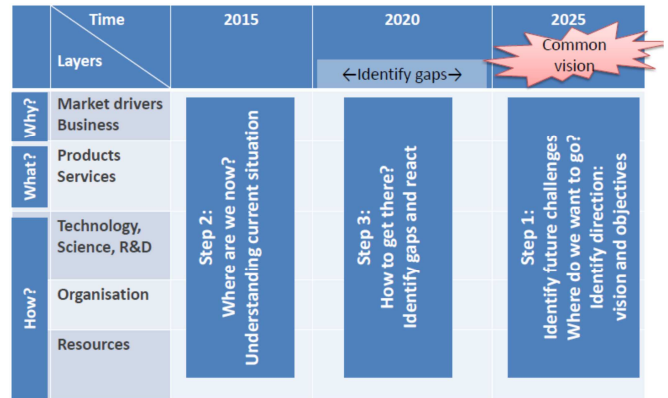 Time
2015
2020
2025
Layers
←Identify gaps→
Common
vision
Why?
Market drivers
Business
What?
Products
Services
How?
Technology,
Science, R&D
Organisation
Resources
Step 2:
Where are we now?
Understanding current situation
Step 3:
How to get there?
Identify gaps and react
Step 1:
Identify future challenges
Where do we want to go?
Identify direction:
vision and objectives